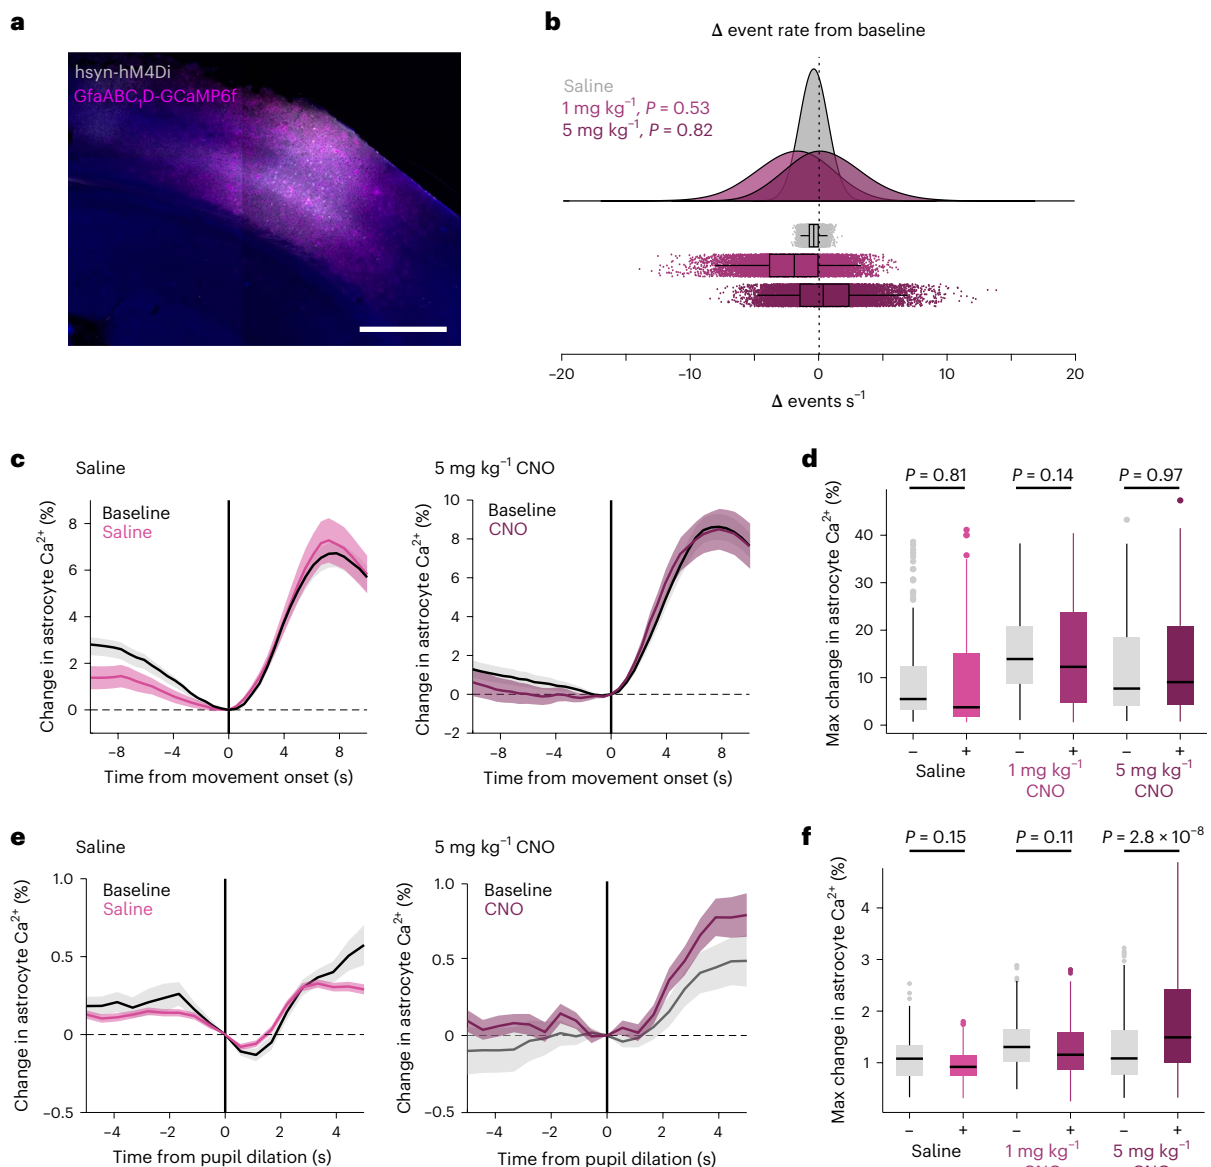 a
hsyn-hM4Di
GfaABC₁D-GCaMP6f
b
Δ event rate from baseline
Saline
1 mg kg⁻¹, P = 0.53
5 mg kg⁻¹, P = 0.82
−20 −10 0 10 20
Δ events s⁻¹
c
Saline
Change in astrocyte Ca²⁺ (%)
8
6
4
2
0
Baseline
Saline
−8 −4 0 4 8
Time from movement onset (s)
5 mg kg⁻¹ CNO
Change in astrocyte Ca²⁺ (%)
10
8
6
4
2
0
−2
Baseline
CNO
−8 −4 0 4 8
Time from movement onset (s)
d
P = 0.81 P = 0.14 P = 0.97
Max change in astrocyte Ca²⁺ (%)
40
30
20
10
0
− + − + − +
Saline 1 mg kg⁻¹ 5 mg kg⁻¹
CNO CNO
e
Saline
Change in astrocyte Ca²⁺ (%)
1.0
0.5
0
−0.5
Baseline
Saline
−4 −2 0 2 4
Time from pupil dilation (s)
5 mg kg⁻¹ CNO
Change in astrocyte Ca²⁺ (%)
1.0
0.5
0
−0.5
Baseline
CNO
−4 −2 0 2 4
Time from pupil dilation (s)
f
P = 0.15 P = 0.11 P = 2.8 × 10⁻⁸
Max change in astrocyte Ca²⁺ (%)
4
3
2
1
− + − + − +
Saline 1 mg kg⁻¹ 5 mg kg⁻¹